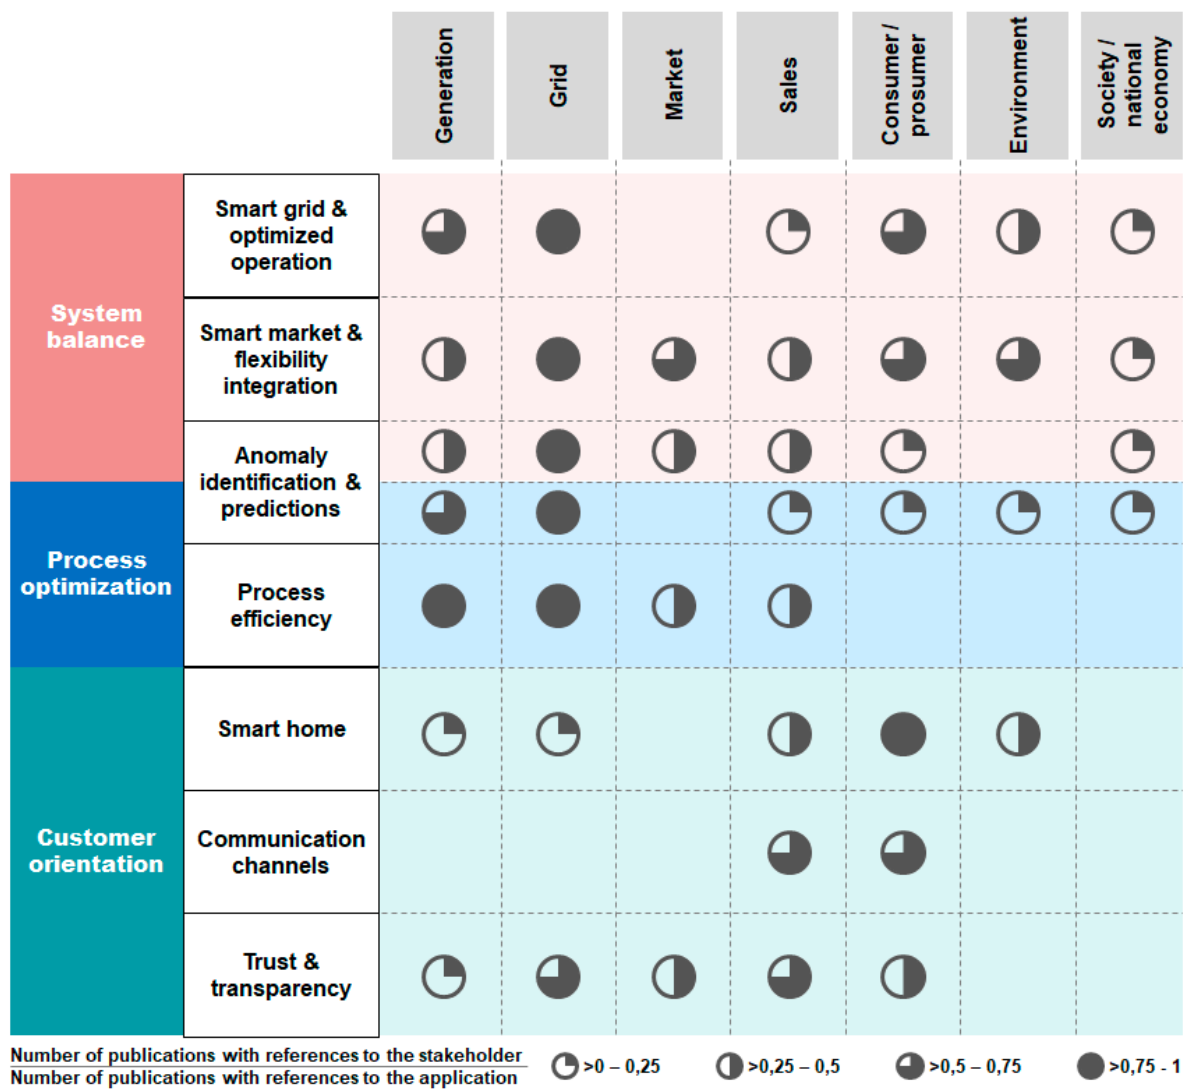 Generation
Grid
Market
Sales
Consumer /
prosumer
Environment
Society /
national
economy
System
balance
Smart grid &
optimized
operation
Smart market &
flexibility
integration
Anomaly
identification &
predictions
Process
optimization
Process
efficiency
Customer
orientation
Smart home
Communication
channels
Trust &
transparency
Number of publications with references to the stakeholder
Number of publications with references to the application
>0 – 0,25
>0,25 – 0,5
>0,5 – 0,75
>0,75 - 1